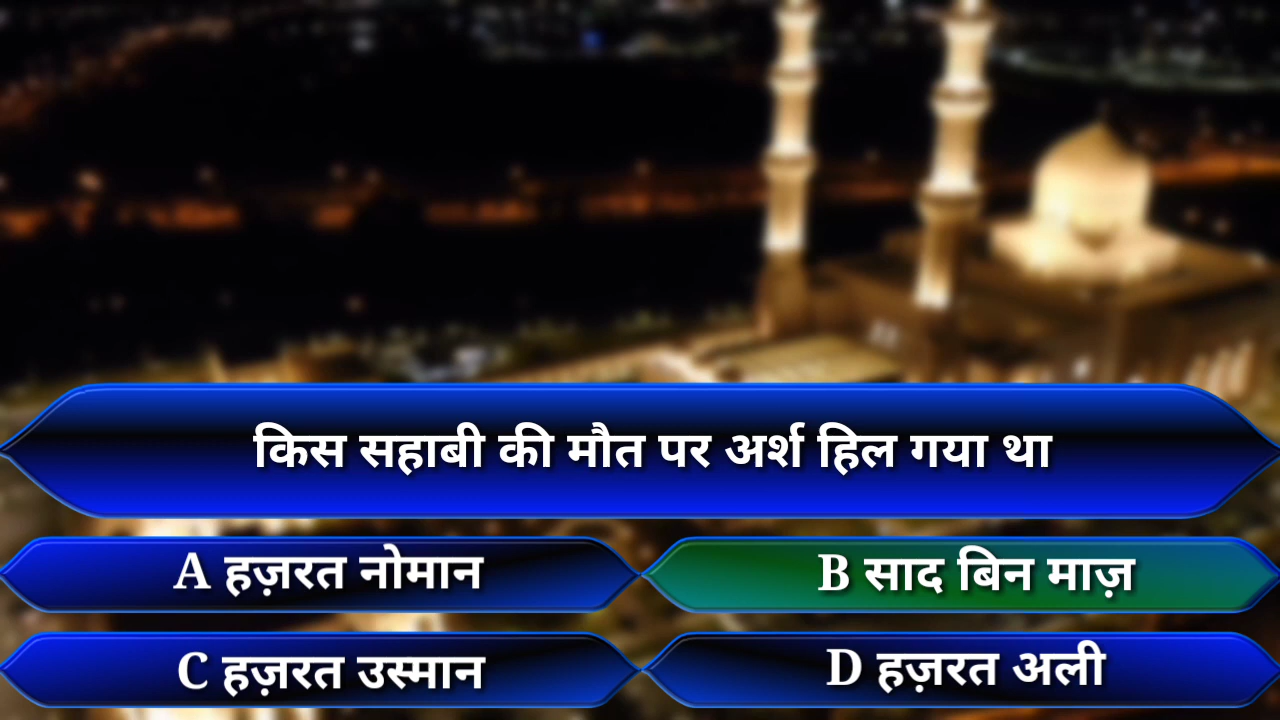 किस सहाबी की मौत पर अर्श हिल गया था
A हज़रत नोमान
B साद बिन माज़
C हज़रत उस्मान
D हज़रत अली